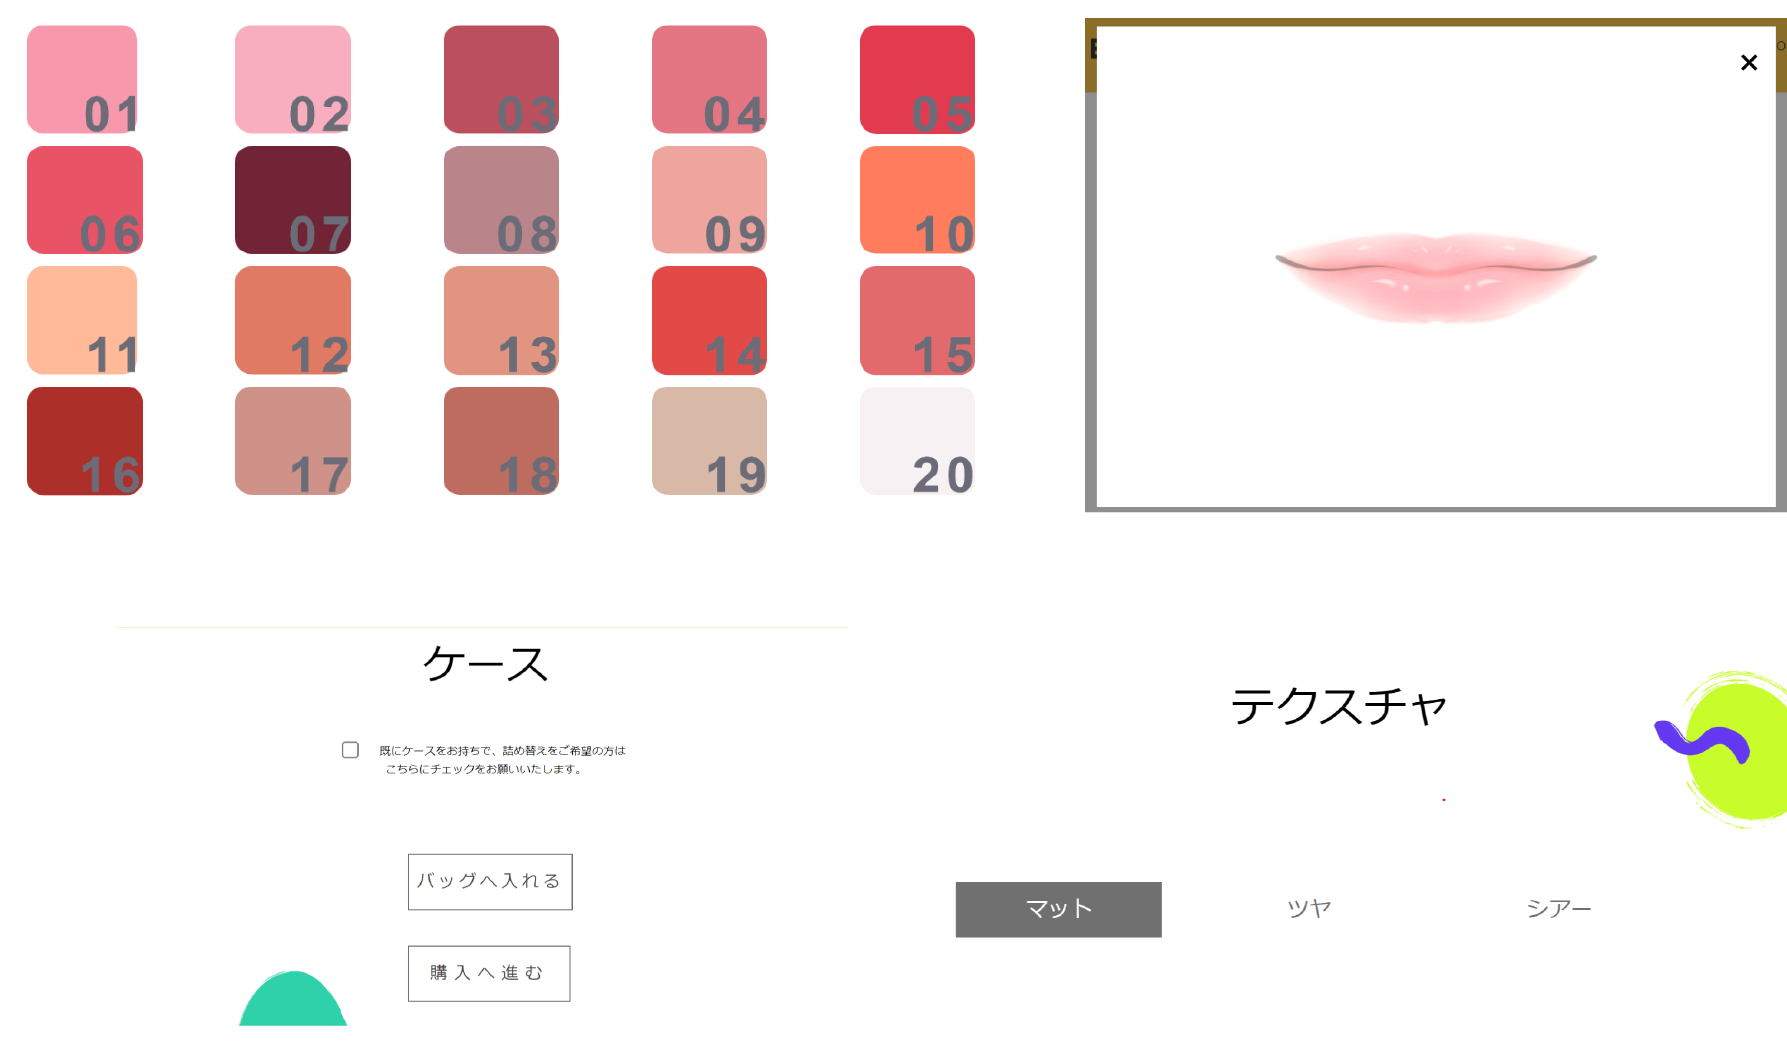 01 02 03 04 05
06 07 08 09 10
11 12 13 14 15
16 17 18 19 20
×
ケース
既にケースをお持ちで、詰め替えをご希望の方は
こちらにチェックをお願いいたします。
バッグへ入れる
購入へ進む
テクスチャ
マット ツヤ シアー